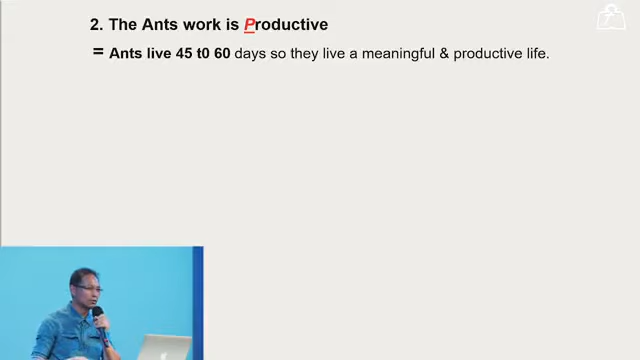 2. The Ants work is Productive
= Ants live 45 t0 60 days so they live a meaningful & productive life.